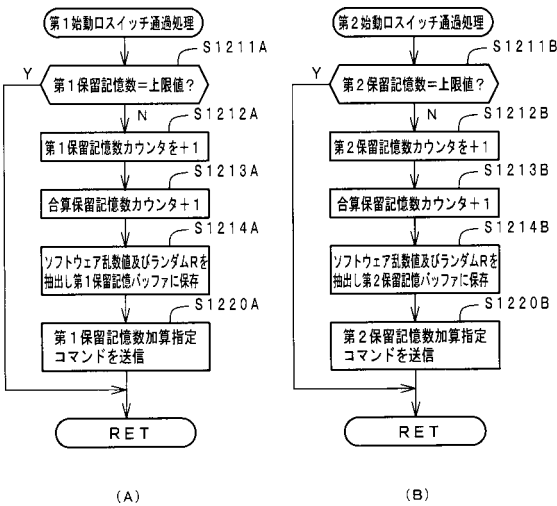 第1始動口スイッチ通過処理
S1211A
Y
第1保留記憶数=上限値?
N
S1212A
第1保留記憶数カウンタを+1
S1213A
合算保留記憶数カウンタ+1
S1214A
ソフトウェア乱数値及びランダムRを
抽出し第1保留記憶バッファに保存
S1220A
第1保留記憶数加算指定
コマンドを送信
RET
(A)
第2始動口スイッチ通過処理
S1211B
Y
第2保留記憶数=上限値?
N
S1212B
第2保留記憶数カウンタを+1
S1213B
合算保留記憶数カウンタ+1
S1214B
ソフトウェア乱数値及びランダムRを
抽出し第2保留記憶バッファに保存
S1220B
第2保留記憶数加算指定
コマンドを送信
RET
(B)